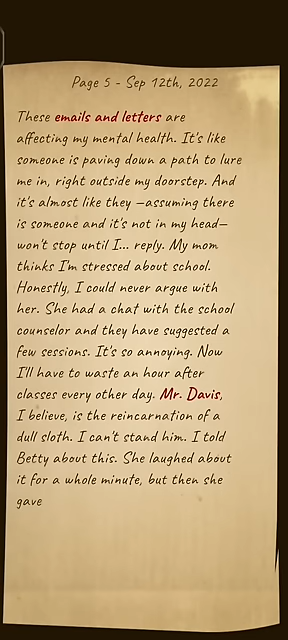 Page 5 - Sep 12th, 2022
These emails and letters are
affecting my mental health. It's like
someone is paving down a path to lure
me in, right outside my doorstep. And
it's almost like they —assuming there
is someone and it's not in my head—
won't stop until I... reply. My mom
thinks I'm stressed about school.
Honestly, I could never argue with
her. She had a chat with the school
counselor and they have suggested a
few sessions. It's so annoying. Now
I'll have to waste an hour after
classes every other day. Mr. Davis,
I believe, is the reincarnation of a
dull sloth. I can't stand him. I told
Betty about this. She laughed about
it for a whole minute, but then she
gave